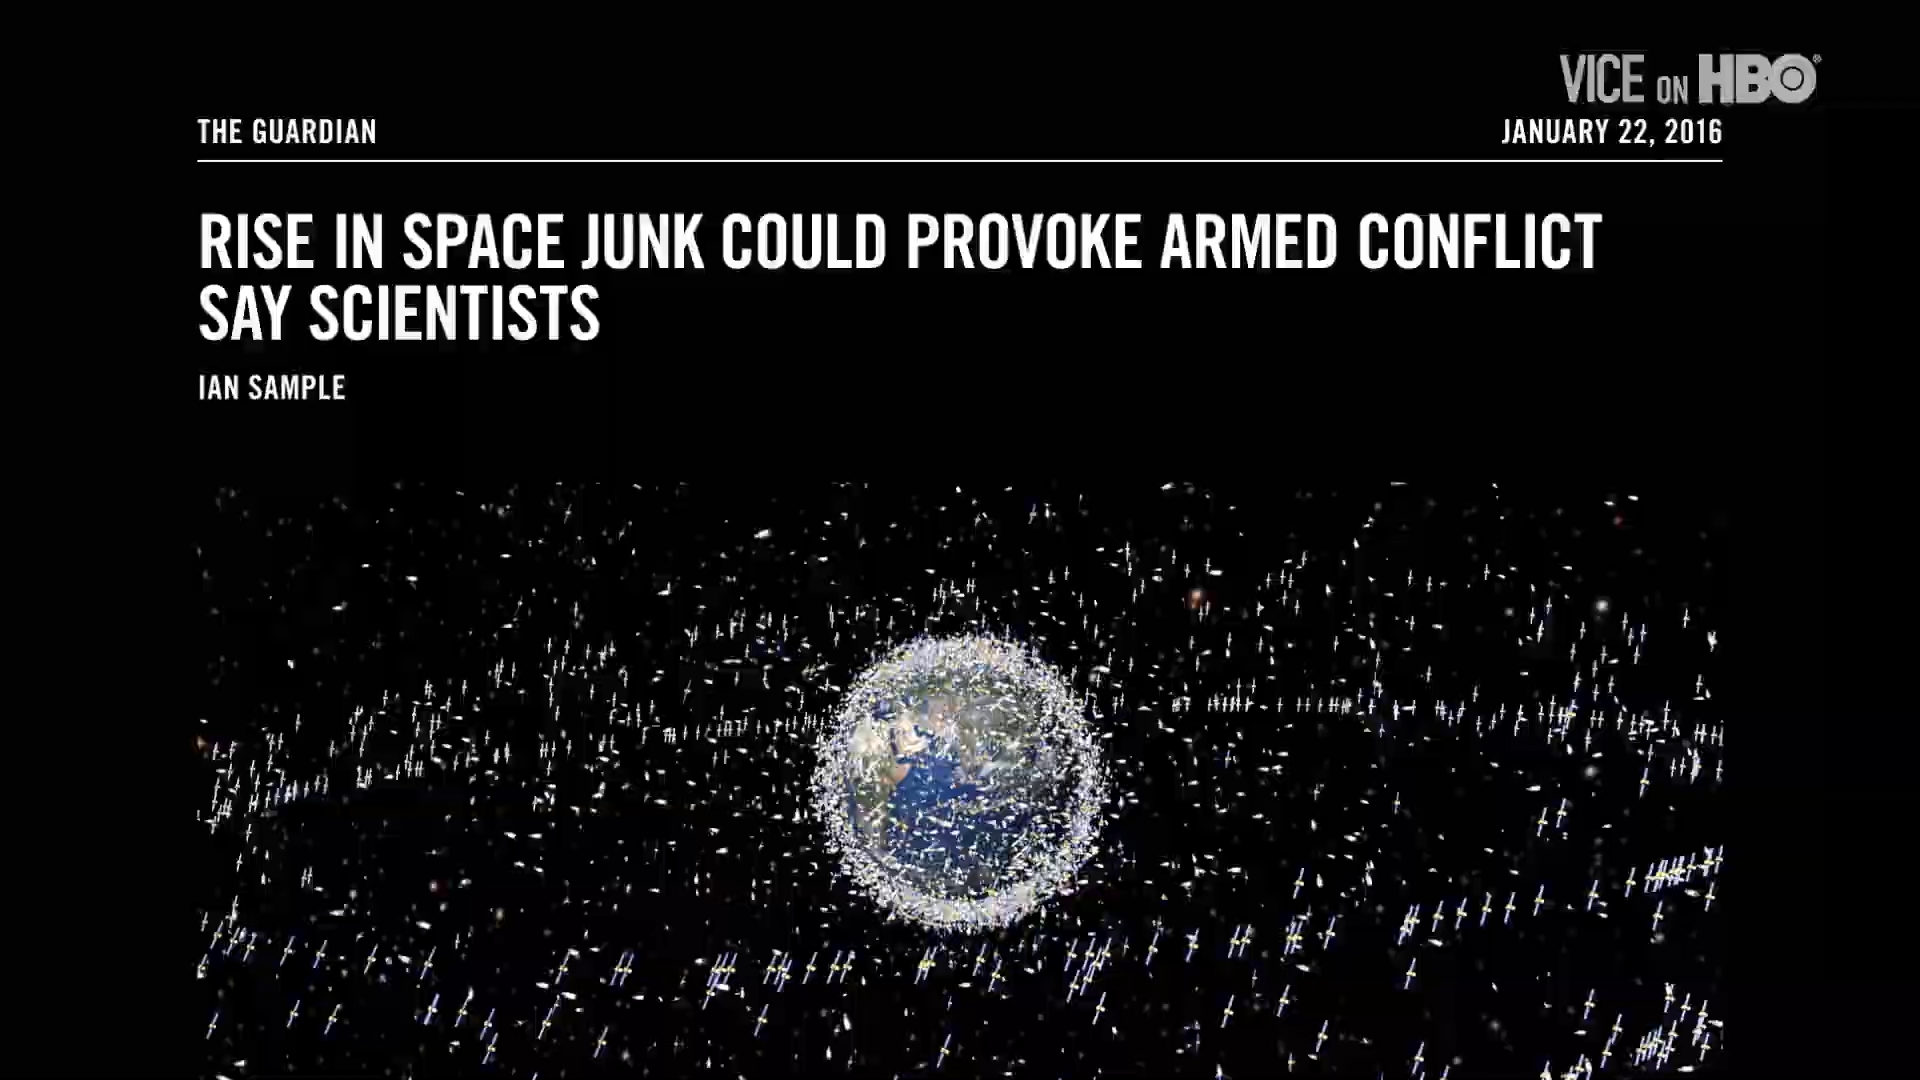 VICE ON HBO®
THE GUARDIAN
JANUARY 22, 2016
RISE IN SPACE JUNK COULD PROVOKE ARMED CONFLICT
SAY SCIENTISTS
IAN SAMPLE